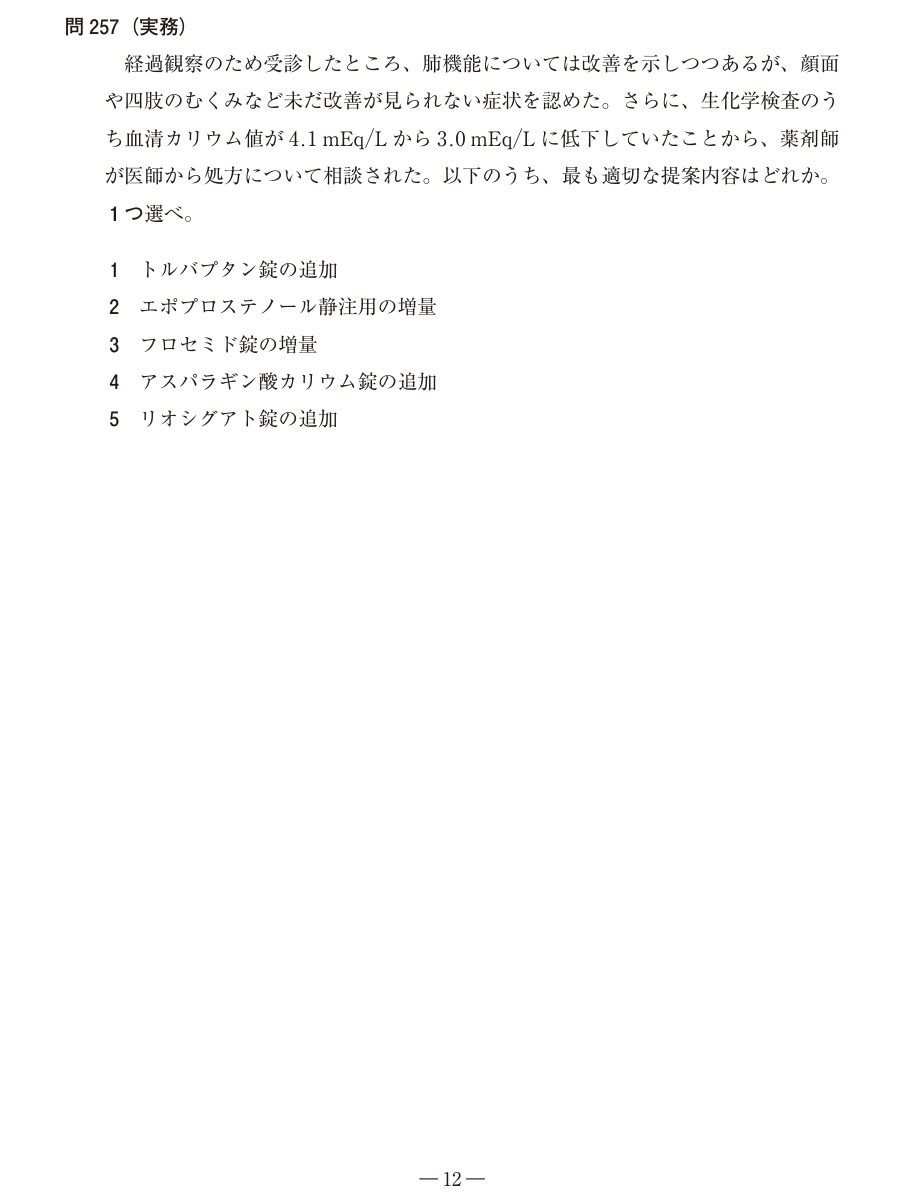 問 257（実務）
経過観察のため受診したところ、肺機能については改善を示しつつあるが、顔面
や四肢のむくみなど未だ改善が見られない症状を認めた。さらに、生化学検査のう
ち血清カリウム値が 4.1 mEq/L から 3.0 mEq/L に低下していたことから、薬剤師
が医師から処方について相談された。以下のうち、最も適切な提案内容はどれか。
1つ選べ。
1 トルバプタン錠の追加
2 エポプロステノール静注用の増量
3 フロセミド錠の増量
4 アスパラギン酸カリウム錠の追加
5 リオシグアト錠の追加
― 12 ―